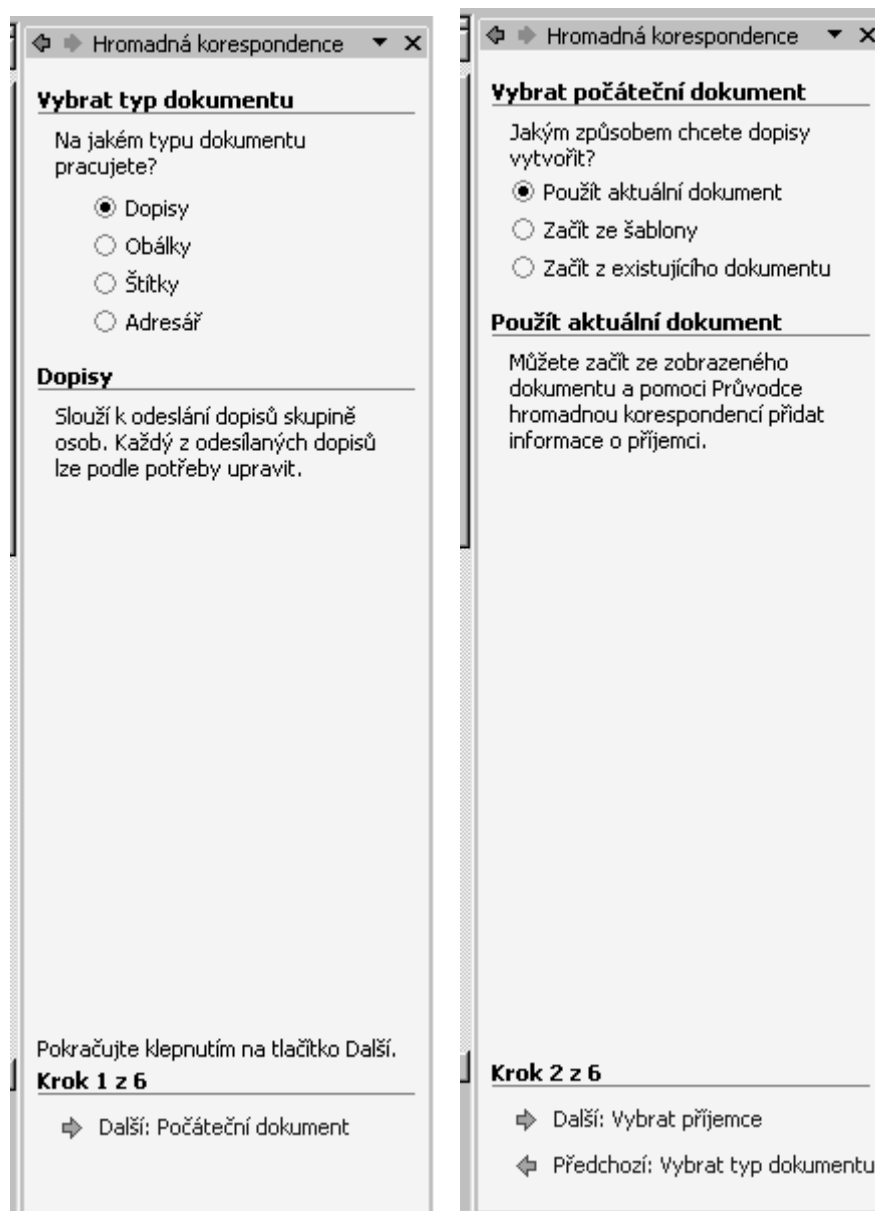 Hromadná korespondence
Vybrat typ dokumentu
Na jakém typu dokumentu
pracujete?
Dopisy
Obálky
Štítky
Adresář
Dopisy
Slouží k odeslání dopisů skupině
osob. Každý z odesílaných dopisů
lze podle potřeby upravit.
Pokračujte klepnutím na tlačítko Další.
Krok 1 z 6
Další: Počáteční dokument
Hromadná korespondence
Vybrat počáteční dokument
Jakým způsobem chcete dopisy
vytvořit?
Použít aktuální dokument
Začít ze šablony
Začít z existujícího dokumentu
Použít aktuální dokument
Můžete začít ze zobrazeného
dokumentu a pomoci Průvodce
hromadnou korespondencí přidat
informace o příjemci.
Krok 2 z 6
Další: Vybrat příjemce
Předchozí: Vybrat typ dokumentu